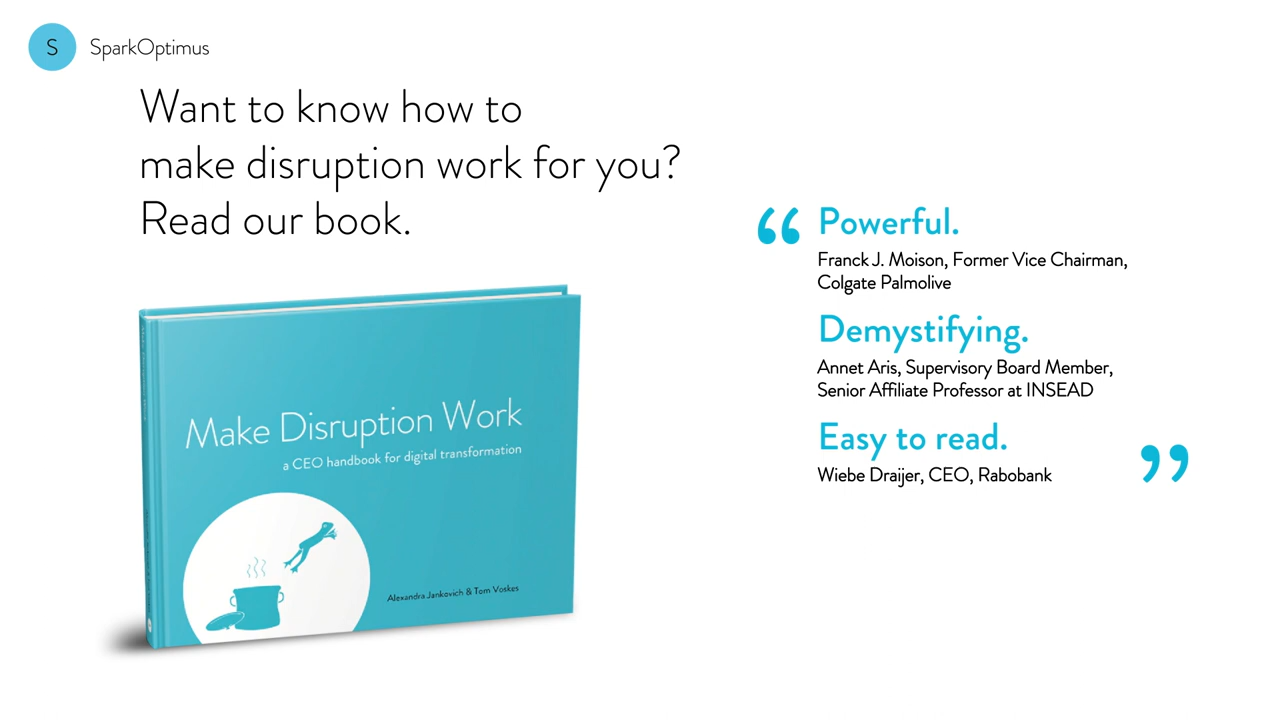 S
SparkOptimus
Want to know how to
make disruption work for you?
Read our book.
“
Powerful.
Franck J. Moison, Former Vice Chairman,
Colgate Palmolive
Demystifying.
Annet Aris, Supervisory Board Member,
Senior Affiliate Professor at INSEAD
Easy to read.
Wiebe Draijer, CEO, Rabobank
”
Make Disruption Work
a CEO handbook for digital transformation
Alexandra Jankovich & Tom Voskes